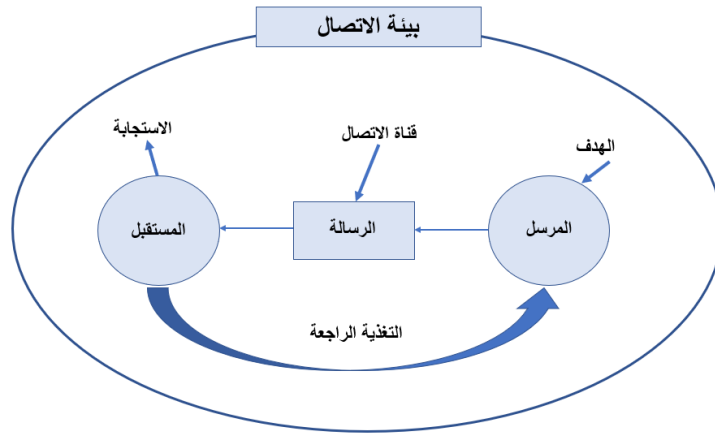 بيئة الاتصال
الهدف
قناة الاتصال
الاستجابة
المرسل
الرسالة
المستقبل
التغذية الراجعة